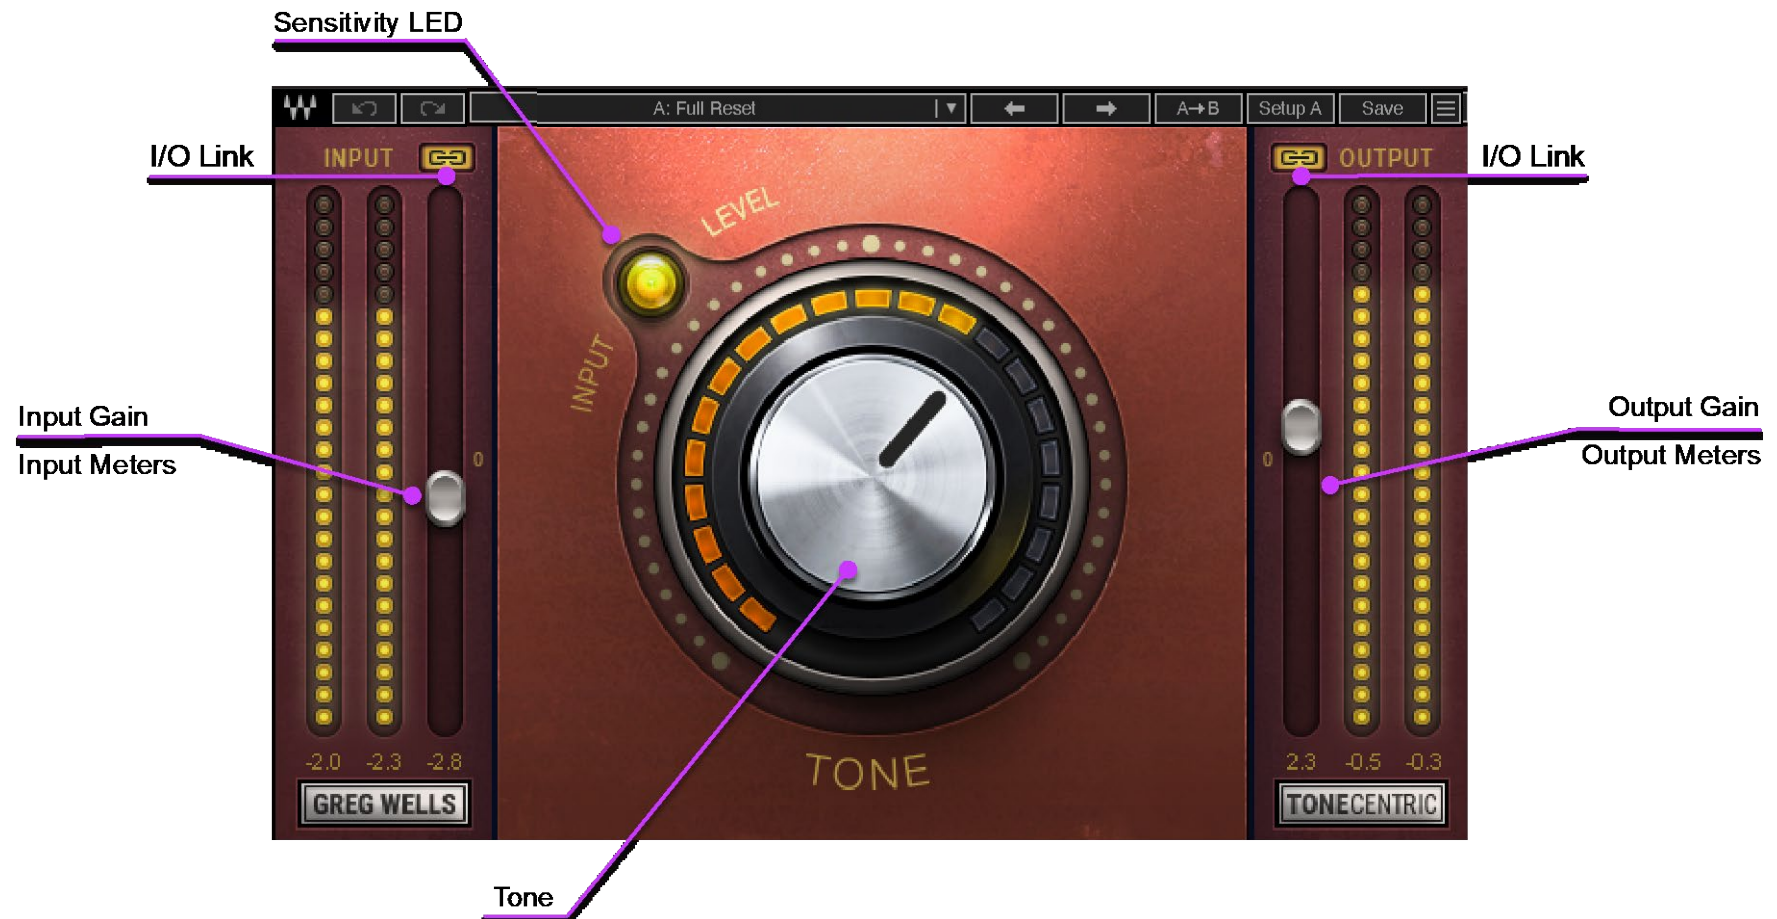 Sensitivity LED
A: Full Reset
A→B
Setup A
Save
I/O Link
INPUT
OUTPUT
I/O Link
INPUT LEVEL
Input Gain
Input Meters
0
0
Output Gain
Output Meters
-2.0 -2.3 -2.8
TONE
2.3 -0.5 -0.3
GREG WELLS
TONECENTRIC
Tone